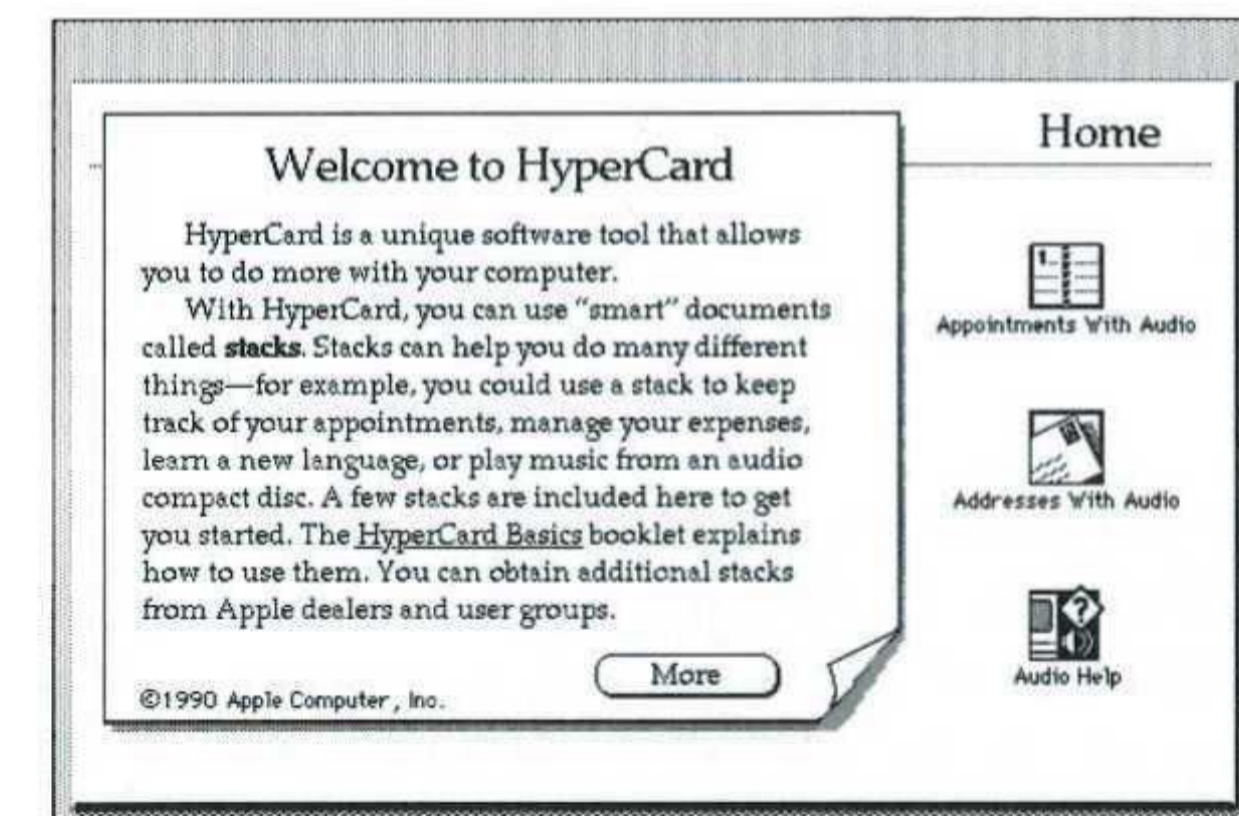 Home
Welcome to HyperCard
HyperCard is a unique software tool that allows
you to do more with your computer.
With HyperCard, you can use “smart” documents
called stacks. Stacks can help you do many different
things—for example, you could use a stack to keep
track of your appointments, manage your expenses,
learn a new language, or play music from an audio
compact disc. A few stacks are included here to get
you started. The HyperCard Basics booklet explains
how to use them. You can obtain additional stacks
from Apple dealers and user groups.
More
©1990 Apple Computer, Inc.
1
Appointments With Audio
Addresses With Audio
?
Audio Help